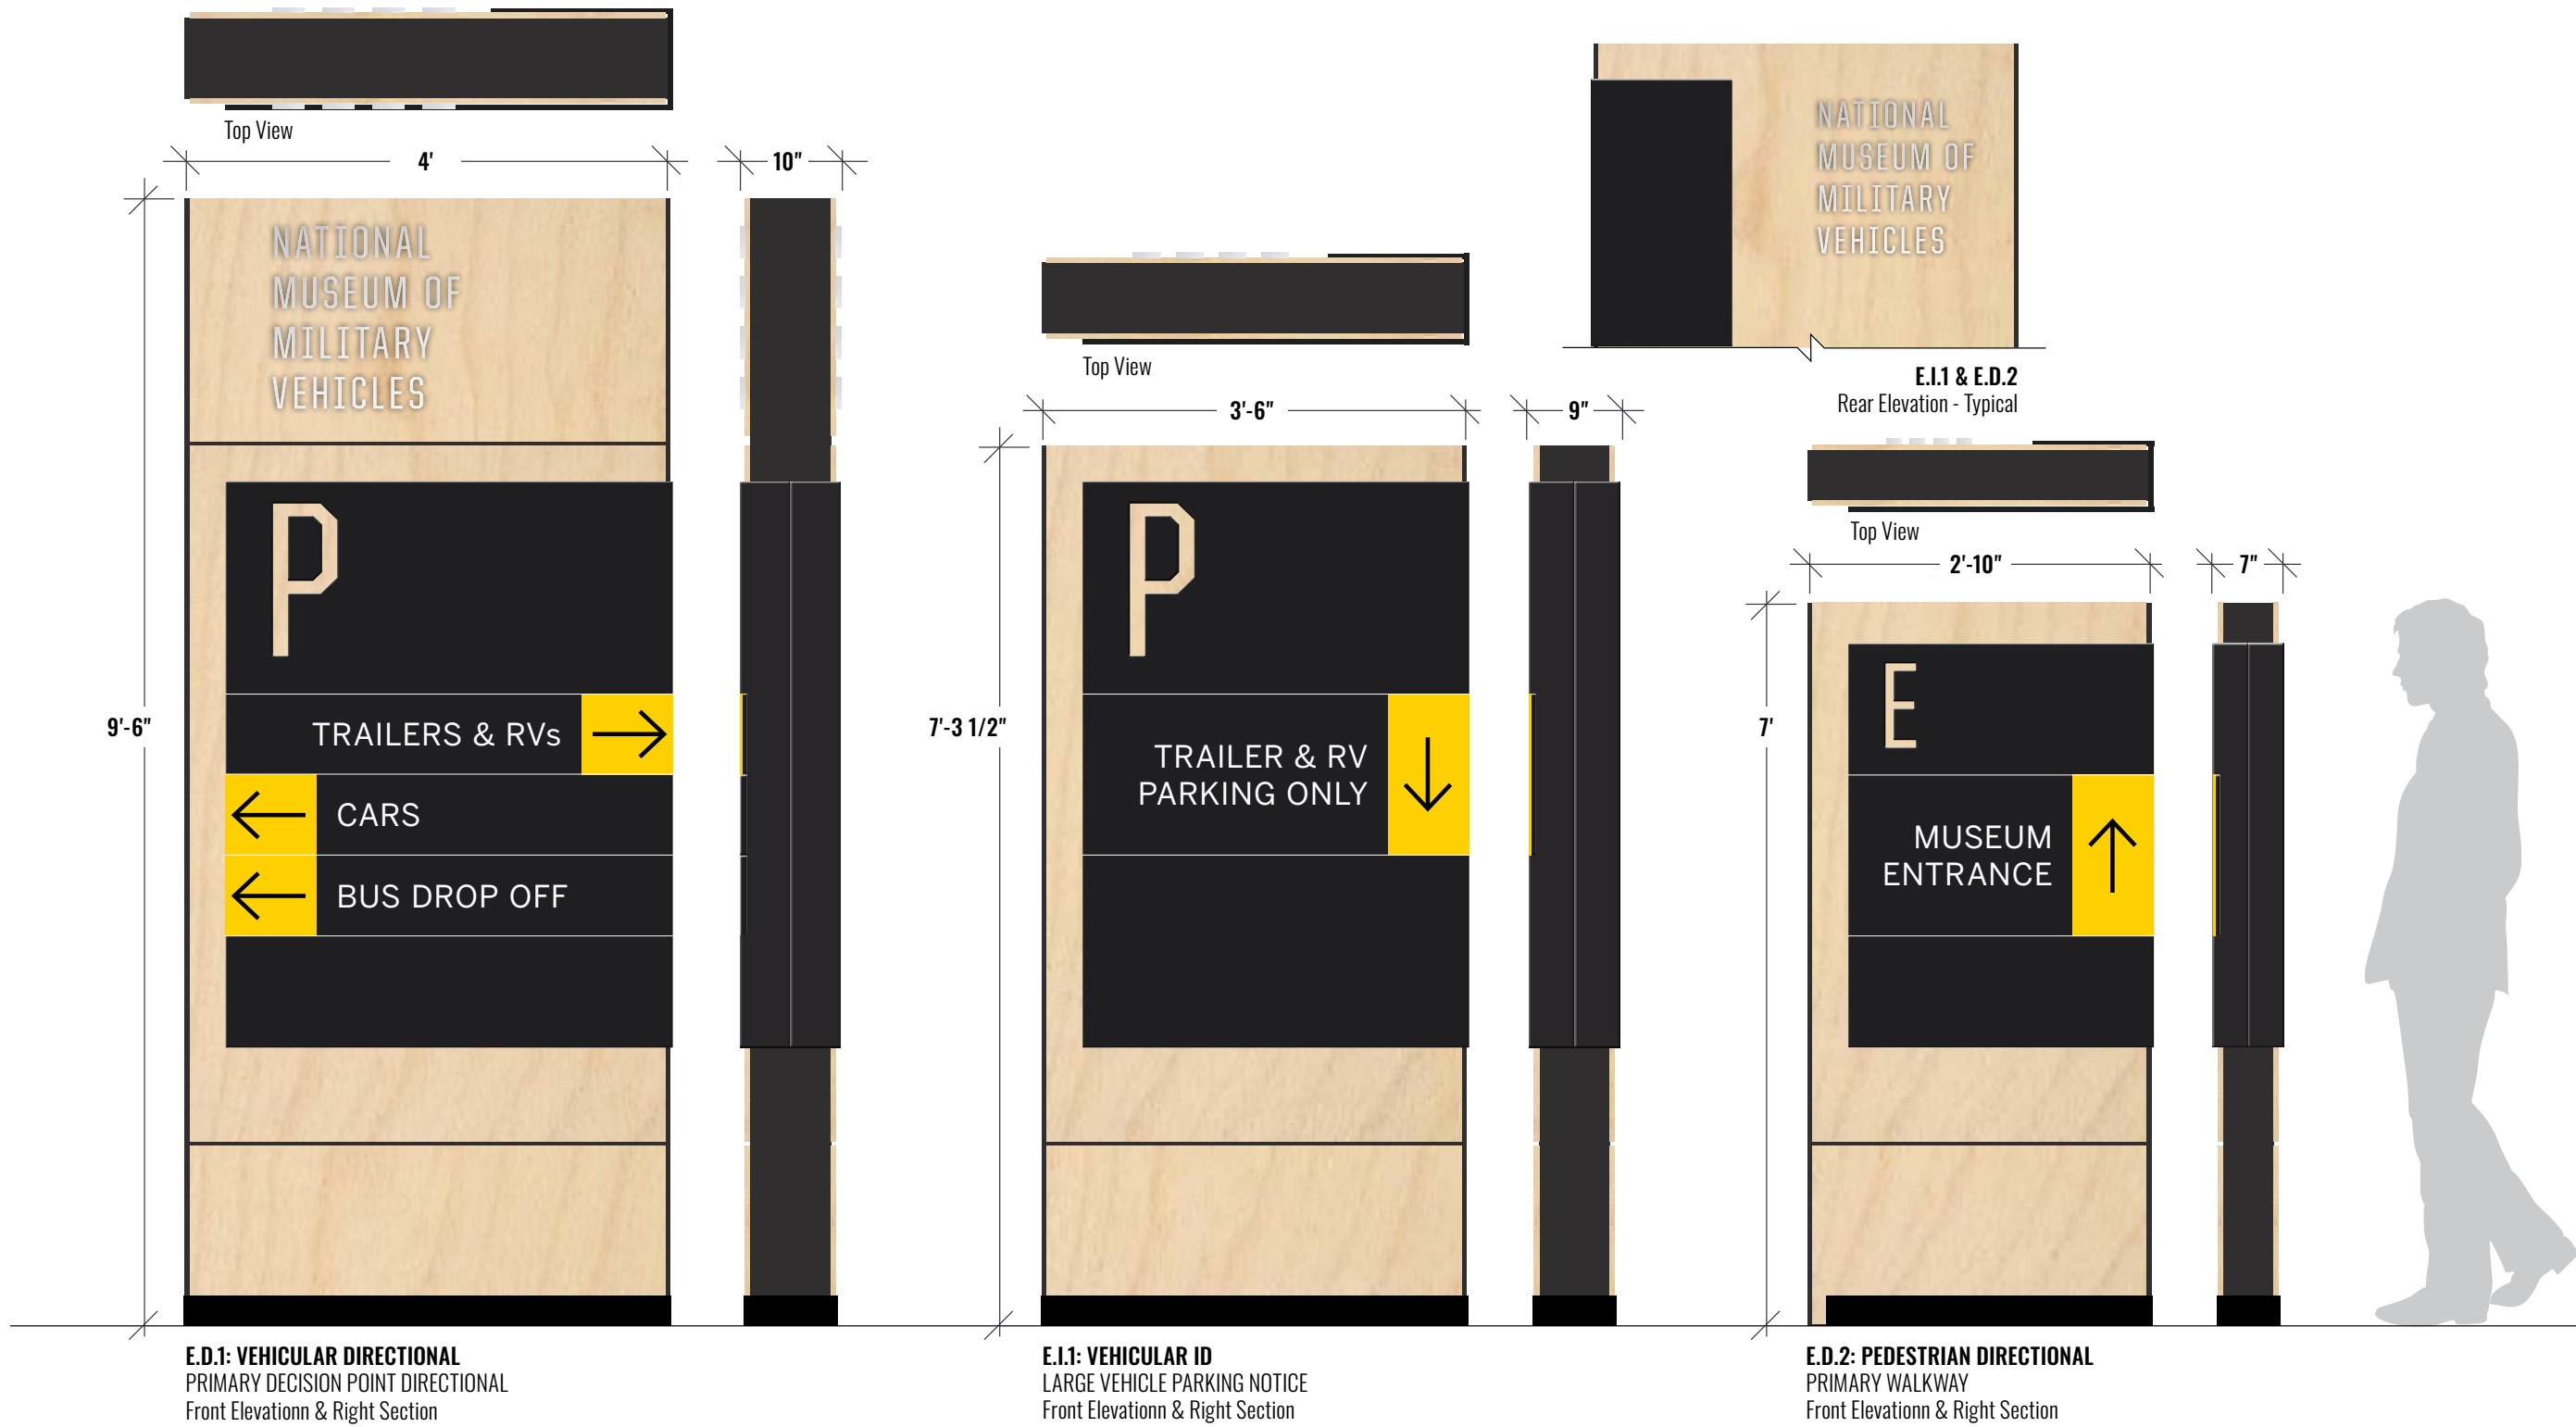 Top View
4'
10"
9'-6"
NATIONAL
MUSEUM OF
MILITARY
VEHICLES
P
TRAILERS & RVs
CARS
BUS DROP OFF
E.D.1: VEHICULAR DIRECTIONAL
PRIMARY DECISION POINT DIRECTIONAL
Front Elevationn & Right Section
Top View
3'-6"
9"
7'-3 1/2"
P
TRAILER & RV
PARKING ONLY
E.I.1: VEHICULAR ID
LARGE VEHICLE PARKING NOTICE
Front Elevationn & Right Section
NATIONAL
MUSEUM OF
MILITARY
VEHICLES
E.I.1 & E.D.2
Rear Elevation - Typical
Top View
2'-10"
7"
7'
E
MUSEUM
ENTRANCE
E.D.2: PEDESTRIAN DIRECTIONAL
PRIMARY WALKWAY
Front Elevationn & Right Section